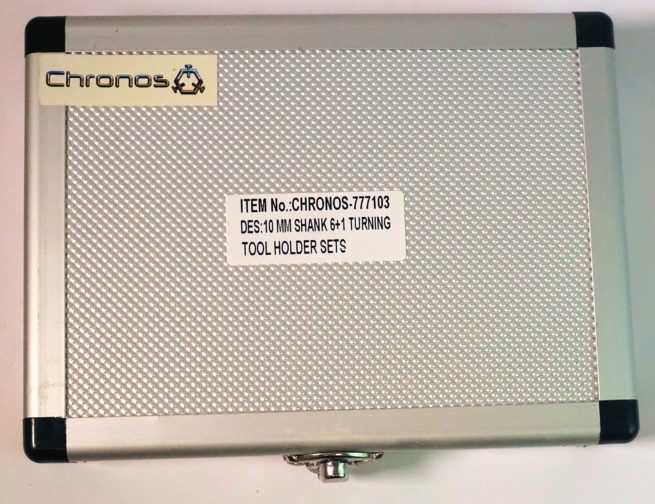 Chronos
ITEM No.:CHRONOS-777103
DES:10 MM SHANK 6+1 TURNING
TOOL HOLDER SETS